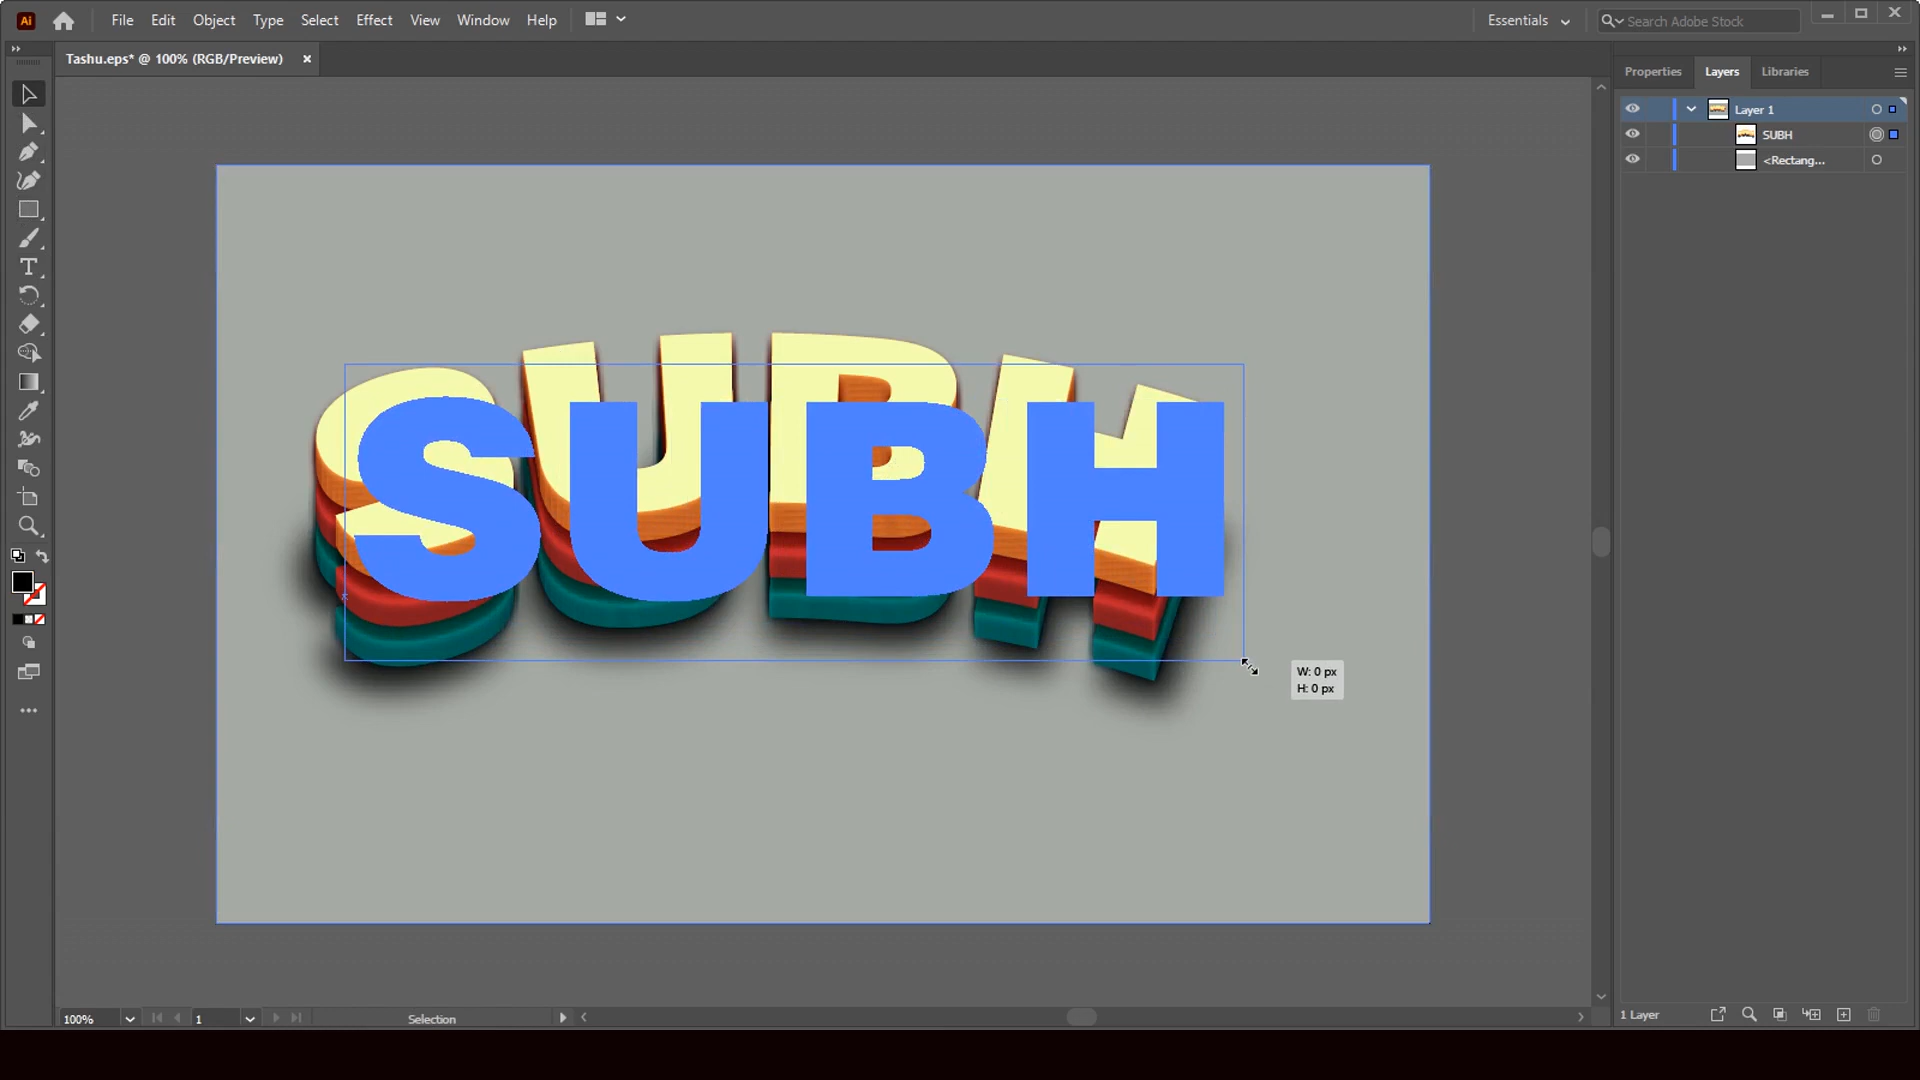 Ai File Edit Object Type Select Effect View Window Help Essentials Search Adobe Stock
Tashu.eps* @ 100% (RGB/Preview) ×
Properties Layers Libraries
Layer 1
SUBH
<Rectang...
SUBH
SUBH
W: 0 px
H: 0 px
100% 1 Selection
1 Layer